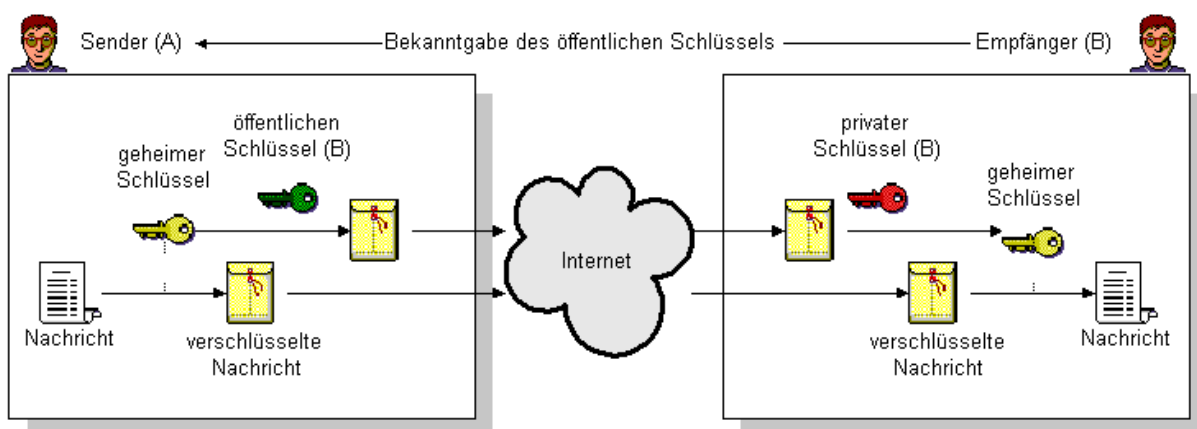 Sender (A)
Bekanntgabe des öffentlichen Schlüssels
Empfänger (B)
öffentlichen
Schlüssel (B)
geheimer
Schlüssel
Nachricht
verschlüsselte
Nachricht
Internet
privater
Schlüssel (B)
geheimer
Schlüssel
verschlüsselte
Nachricht
Nachricht